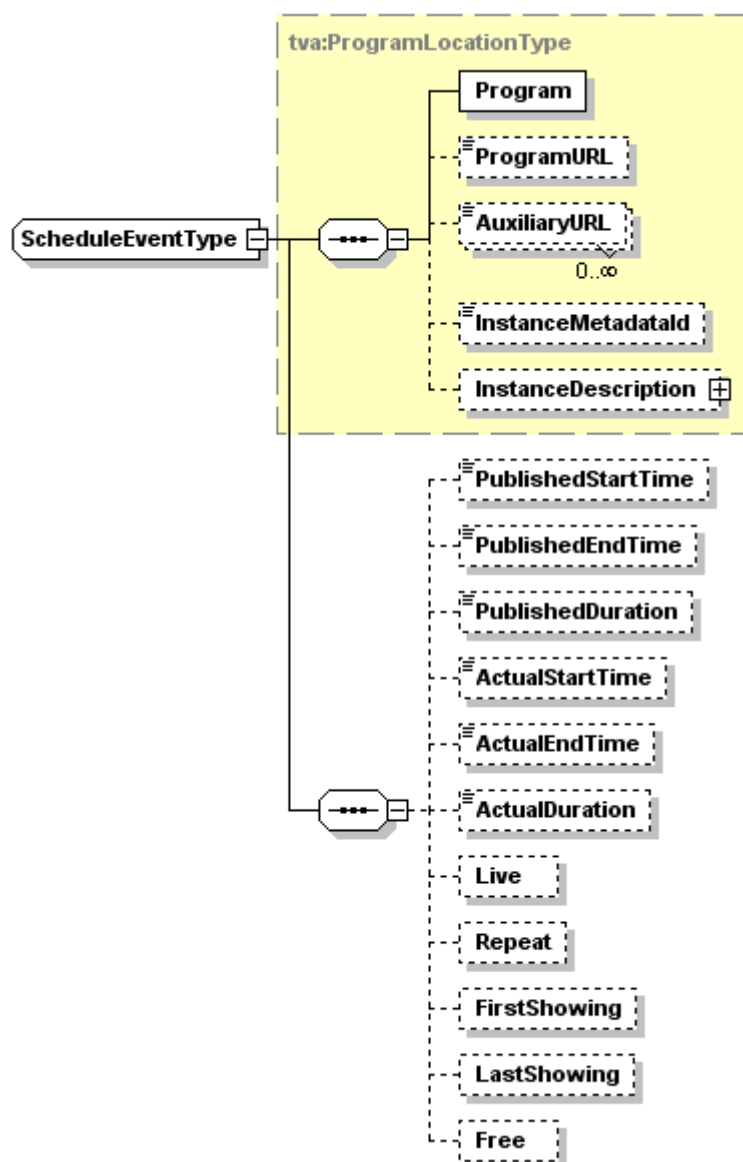 tva:ProgramLocationType
Program
ProgramURL
AuxiliaryURL
0..∞
ScheduleEventType
InstanceMetadataId
InstanceDescription
PublishedStartTime
PublishedEndTime
PublishedDuration
ActualStartTime
ActualEndTime
ActualDuration
Live
Repeat
FirstShowing
LastShowing
Free